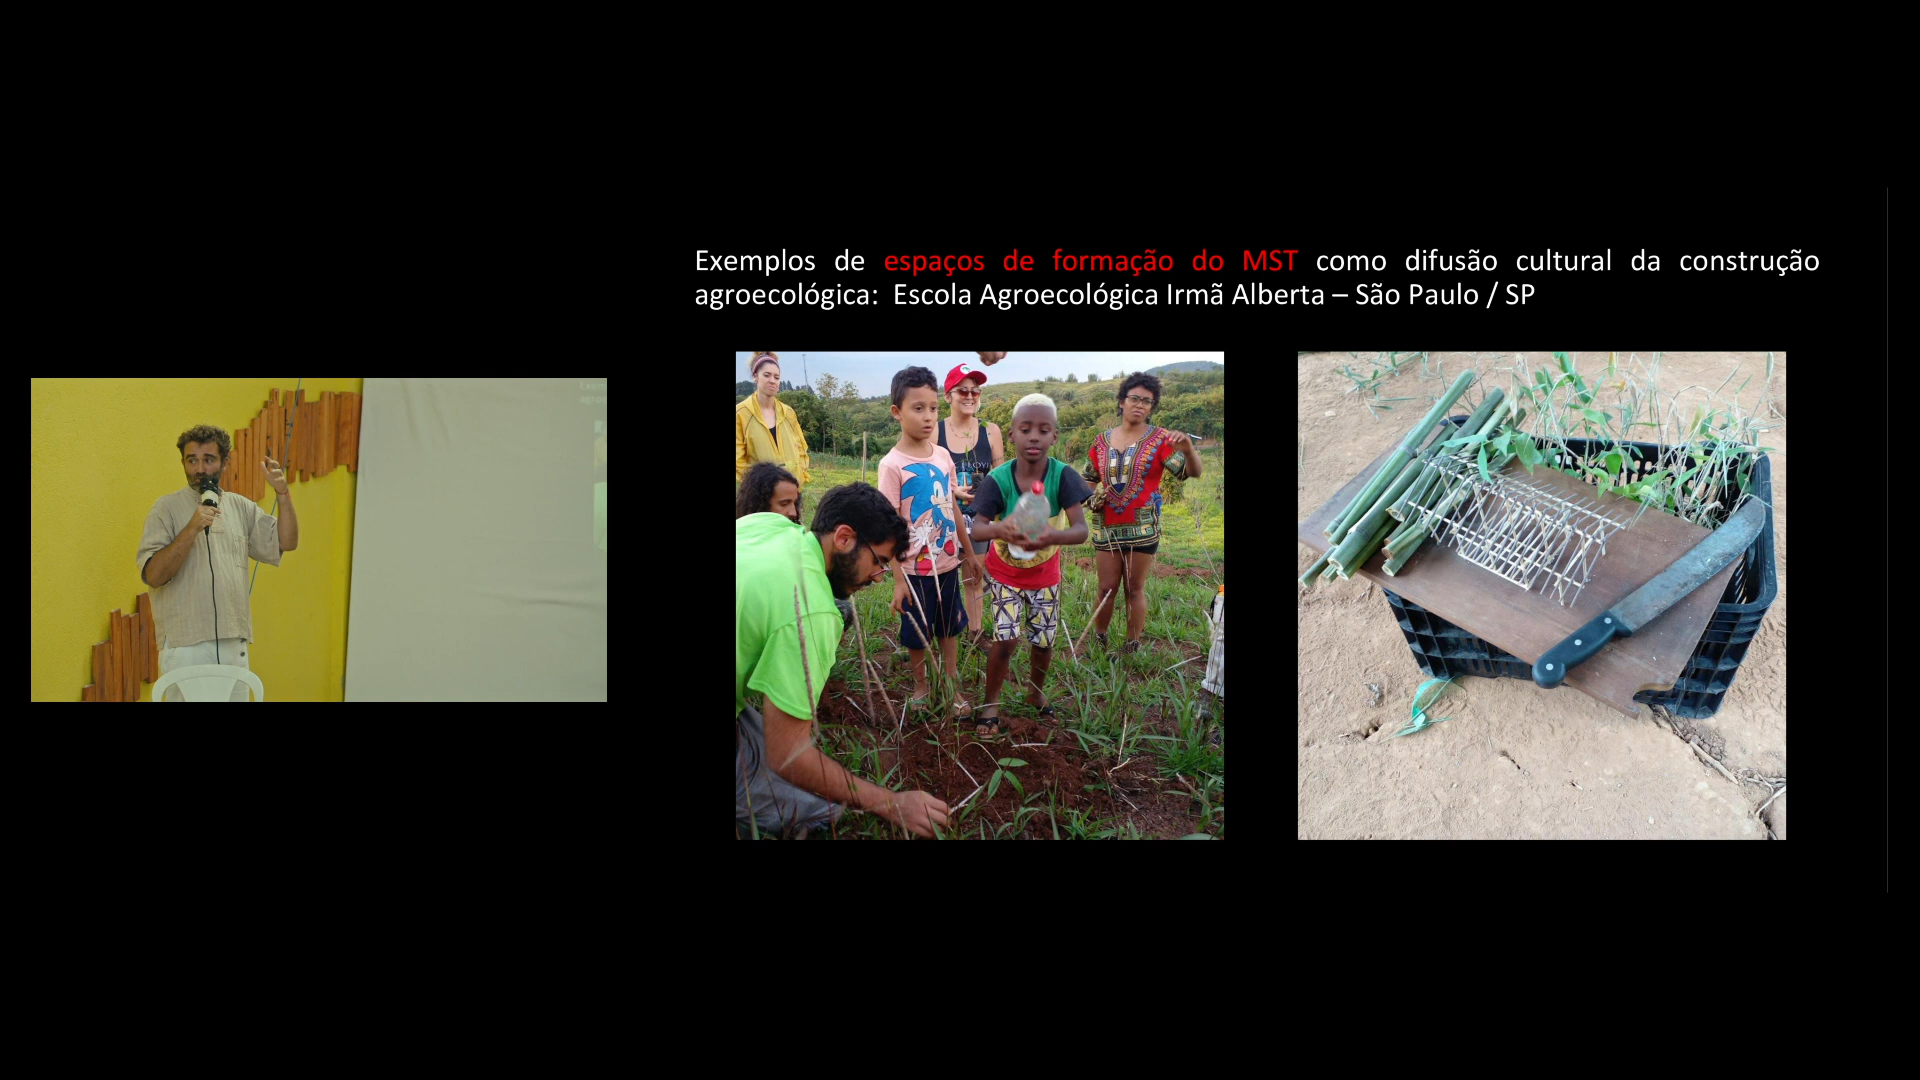 Exemplos de espaços de formação do MST como difusão cultural da construção
agroecológica: Escola Agroecológica Irmã Alberta – São Paulo / SP